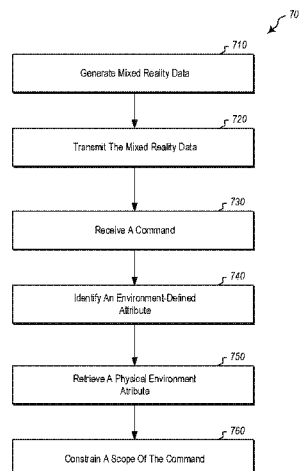 70
710
Generate Mixed Reality Data
720
Transmit The Mixed Reality Data
730
Receive A Command
740
Identify An Environment-Defined
Attribute
750
Retrieve A Physical Environment
Atribute
760
Constrain A Scope Of The Command